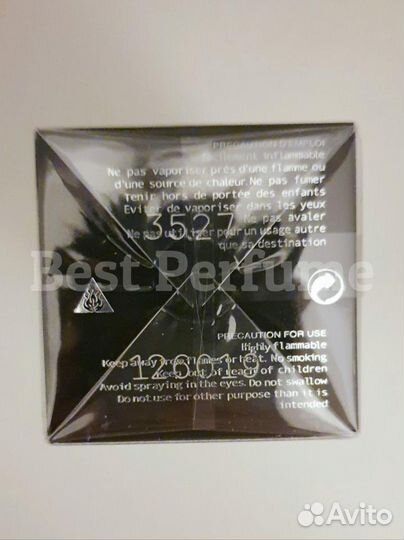 PRECAUTION D'EMPLOI
Facilement inflammable
Ne pas vaporiser près d'une flamme ou
d'une source de chaleur.Ne pas fumer
Tenir hors de portée des enfants
Eviter de vaporiser dans les yeux
Ne pas avaler
3527
Ne pas utiliser pour un usage autre
que sa destination
Best Perfume
PRECAUTION FOR USE
Highly flammable
Keep away from flames or heat. No smoking
Keep out of reach of children
Avoid spraying in the eyes. Do not swallow
Do not use for other purpose than it is
intended
Avito